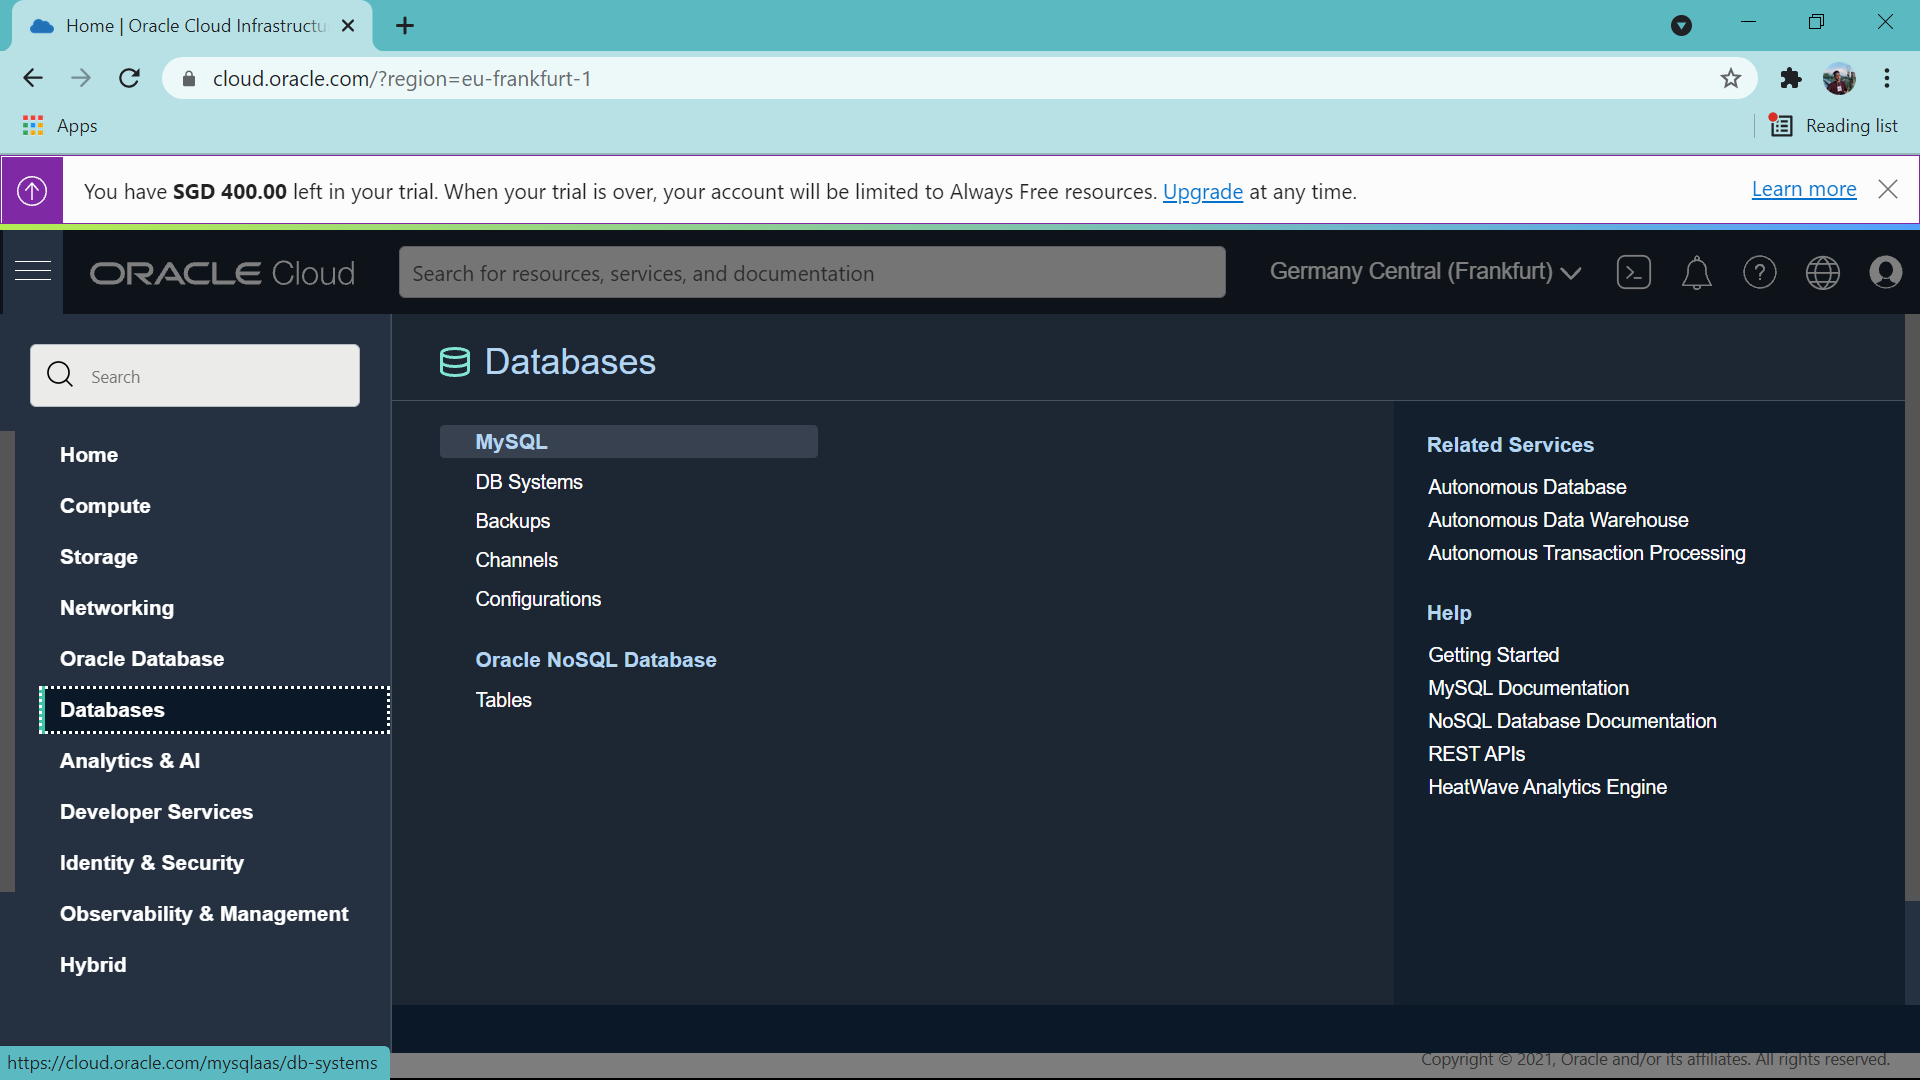 Home | Oracle Cloud Infrastructu
cloud.oracle.com/?region=eu-frankfurt-1
Apps
Reading list
You have SGD 400.00 left in your trial. When your trial is over, your account will be limited to Always Free resources. Upgrade at any time.
Learn more
ORACLE Cloud
Search for resources, services, and documentation
Germany Central (Frankfurt)
Search
Home
Compute
Storage
Networking
Oracle Database
Databases
Analytics & AI
Developer Services
Identity & Security
Observability & Management
Hybrid
Databases
MySQL
DB Systems
Backups
Channels
Configurations
Oracle NoSQL Database
Tables
Related Services
Autonomous Database
Autonomous Data Warehouse
Autonomous Transaction Processing
Help
Getting Started
MySQL Documentation
NoSQL Database Documentation
REST APIs
HeatWave Analytics Engine
https://cloud.oracle.com/mysqlaas/db-systems
Copyright © 2021, Oracle and/or its affiliates. All rights reserved.